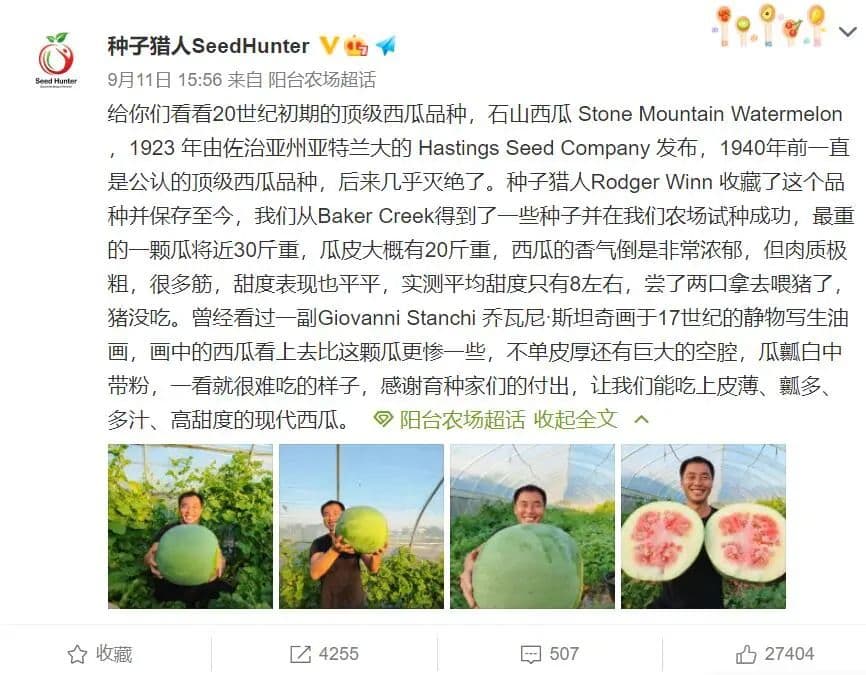 种子猎人SeedHunter
Seed Hunter
9月11日 15:56 来自 阳台农场超话
给你们看看20世纪初期的顶级西瓜品种，石山西瓜 Stone Mountain Watermelon
，1923 年由佐治亚州亚特兰大的 Hastings Seed Company 发布，1940年前一直
是公认的顶级西瓜品种，后来几乎灭绝了。种子猎人Rodger Winn 收藏了这个品
种并保存至今，我们从Baker Creek得到了一些种子并在我们农场试种成功，最重
的一颗瓜将近30斤重，瓜皮大概有20斤重，西瓜的香气倒是非常浓郁，但肉质极
粗，很多筋，甜度表现也平平，实测平均甜度只有8左右，尝了两口拿去喂猪了，
猪没吃。曾经看过一副Giovanni Stanchi 乔瓦尼·斯坦奇画于17世纪的静物写生油
画，画中的西瓜看上去比这颗瓜更惨一些，不单皮厚还有巨大的空腔，瓜瓤白中
带粉，一看就很难吃的样子，感谢育种家们的付出，让我们能吃上皮薄、瓤多、
多汁、高甜度的现代西瓜。 阳台农场超话 收起全文
收藏 4255 507 27404